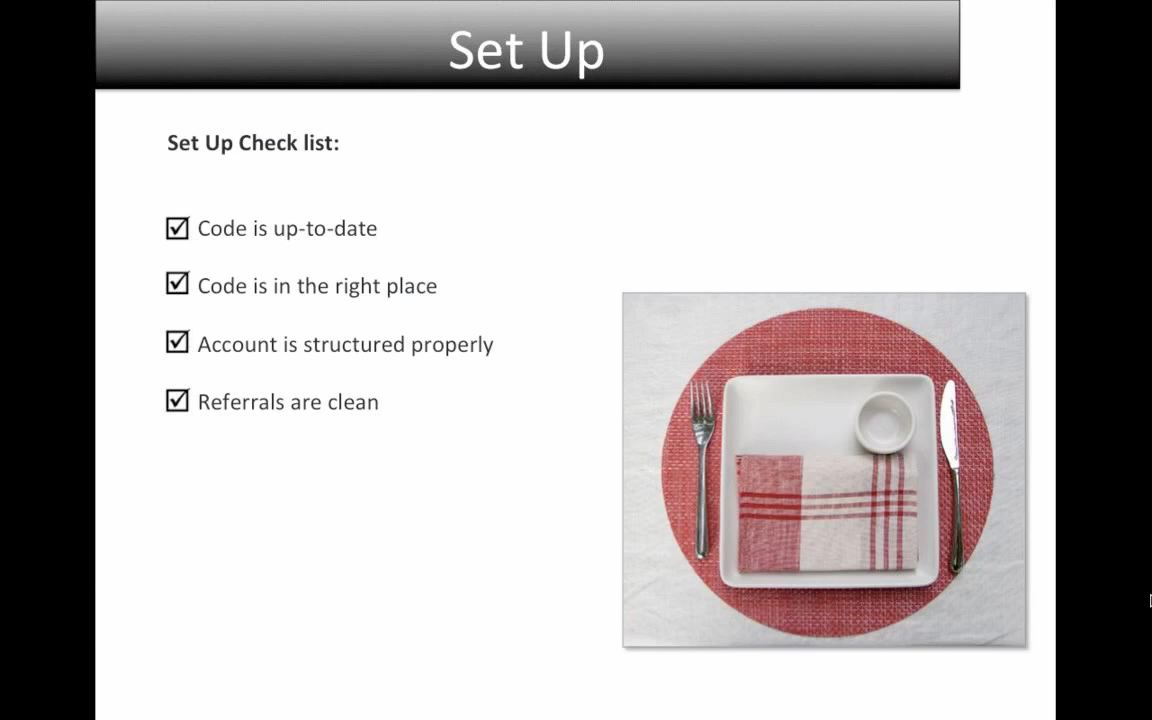 Set Up
Set Up Check list:
Code is up-to-date
Code is in the right place
Account is structured properly
Referrals are clean